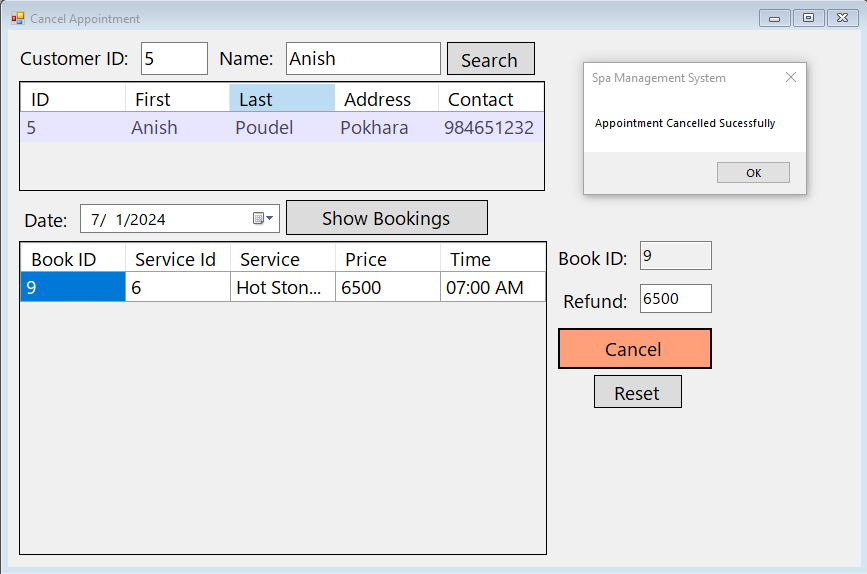 Cancel Appointment
Customer ID: 5 Name: Anish Search
ID First Last Address Contact
5 Anish Poudel Pokhara 984651232
Spa Management System
Appointment Cancelled Sucessfully
OK
Date: 7/ 1/2024 Show Bookings
Book ID Service Id Service Price Time
9 6 Hot Ston... 6500 07:00 AM
Book ID: 9
Refund: 6500
Cancel
Reset